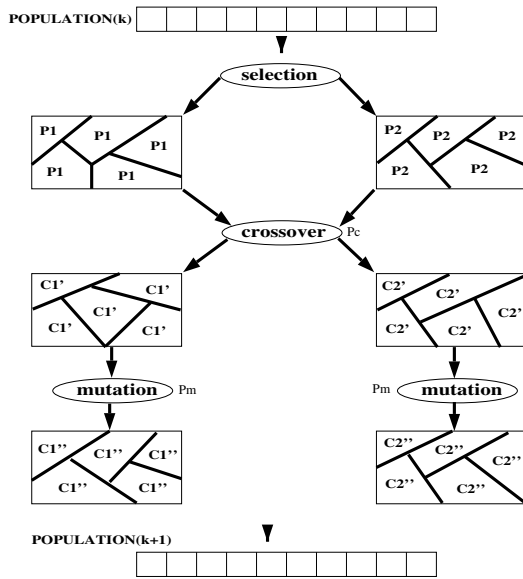 POPULATION(k)
selection
P1 P1 P1
P1 P1
P2 P2 P2
P2 P2
crossover Pc
C1' C1'
C1'
C1' C1'
C2' C2'
C2'
C2' C2'
mutation Pm
Pm mutation
C1'' C1'' C1''
C1'' C1''
C2'' C2''
C2''
C2'' C2''
POPULATION(k+1)